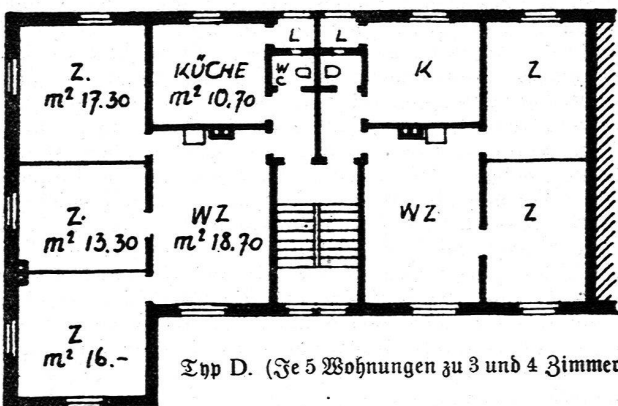 L L
Z. KÜCHE W K Z
m² 17.30 m² 10.70 C
Z. WZ WZ Z
m² 13.30 m² 18.70
Z
m² 16.-
Typ D. (Je 5 Wohnungen zu 3 und 4 Zimmer